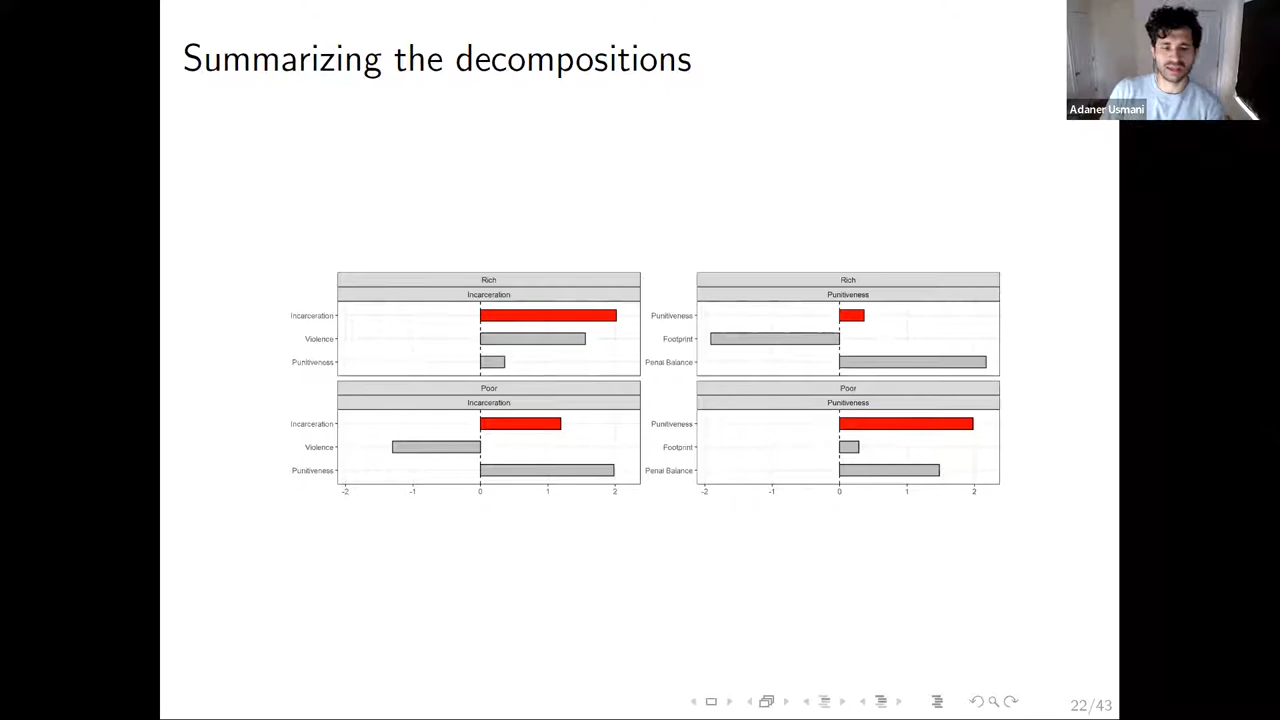 Summarizing the decompositions
Adaner Usmani
Rich
Incarceration
Incarceration
Violence
Punitiveness
Poor
Incarceration
Incarceration
Violence
Punitiveness
-2 -1 0 1 2
Rich
Punitiveness
Punitiveness
Footprint
Penal Balance
Poor
Punitiveness
Punitiveness
Footprint
Penal Balance
-2 -1 0 1 2
22/43